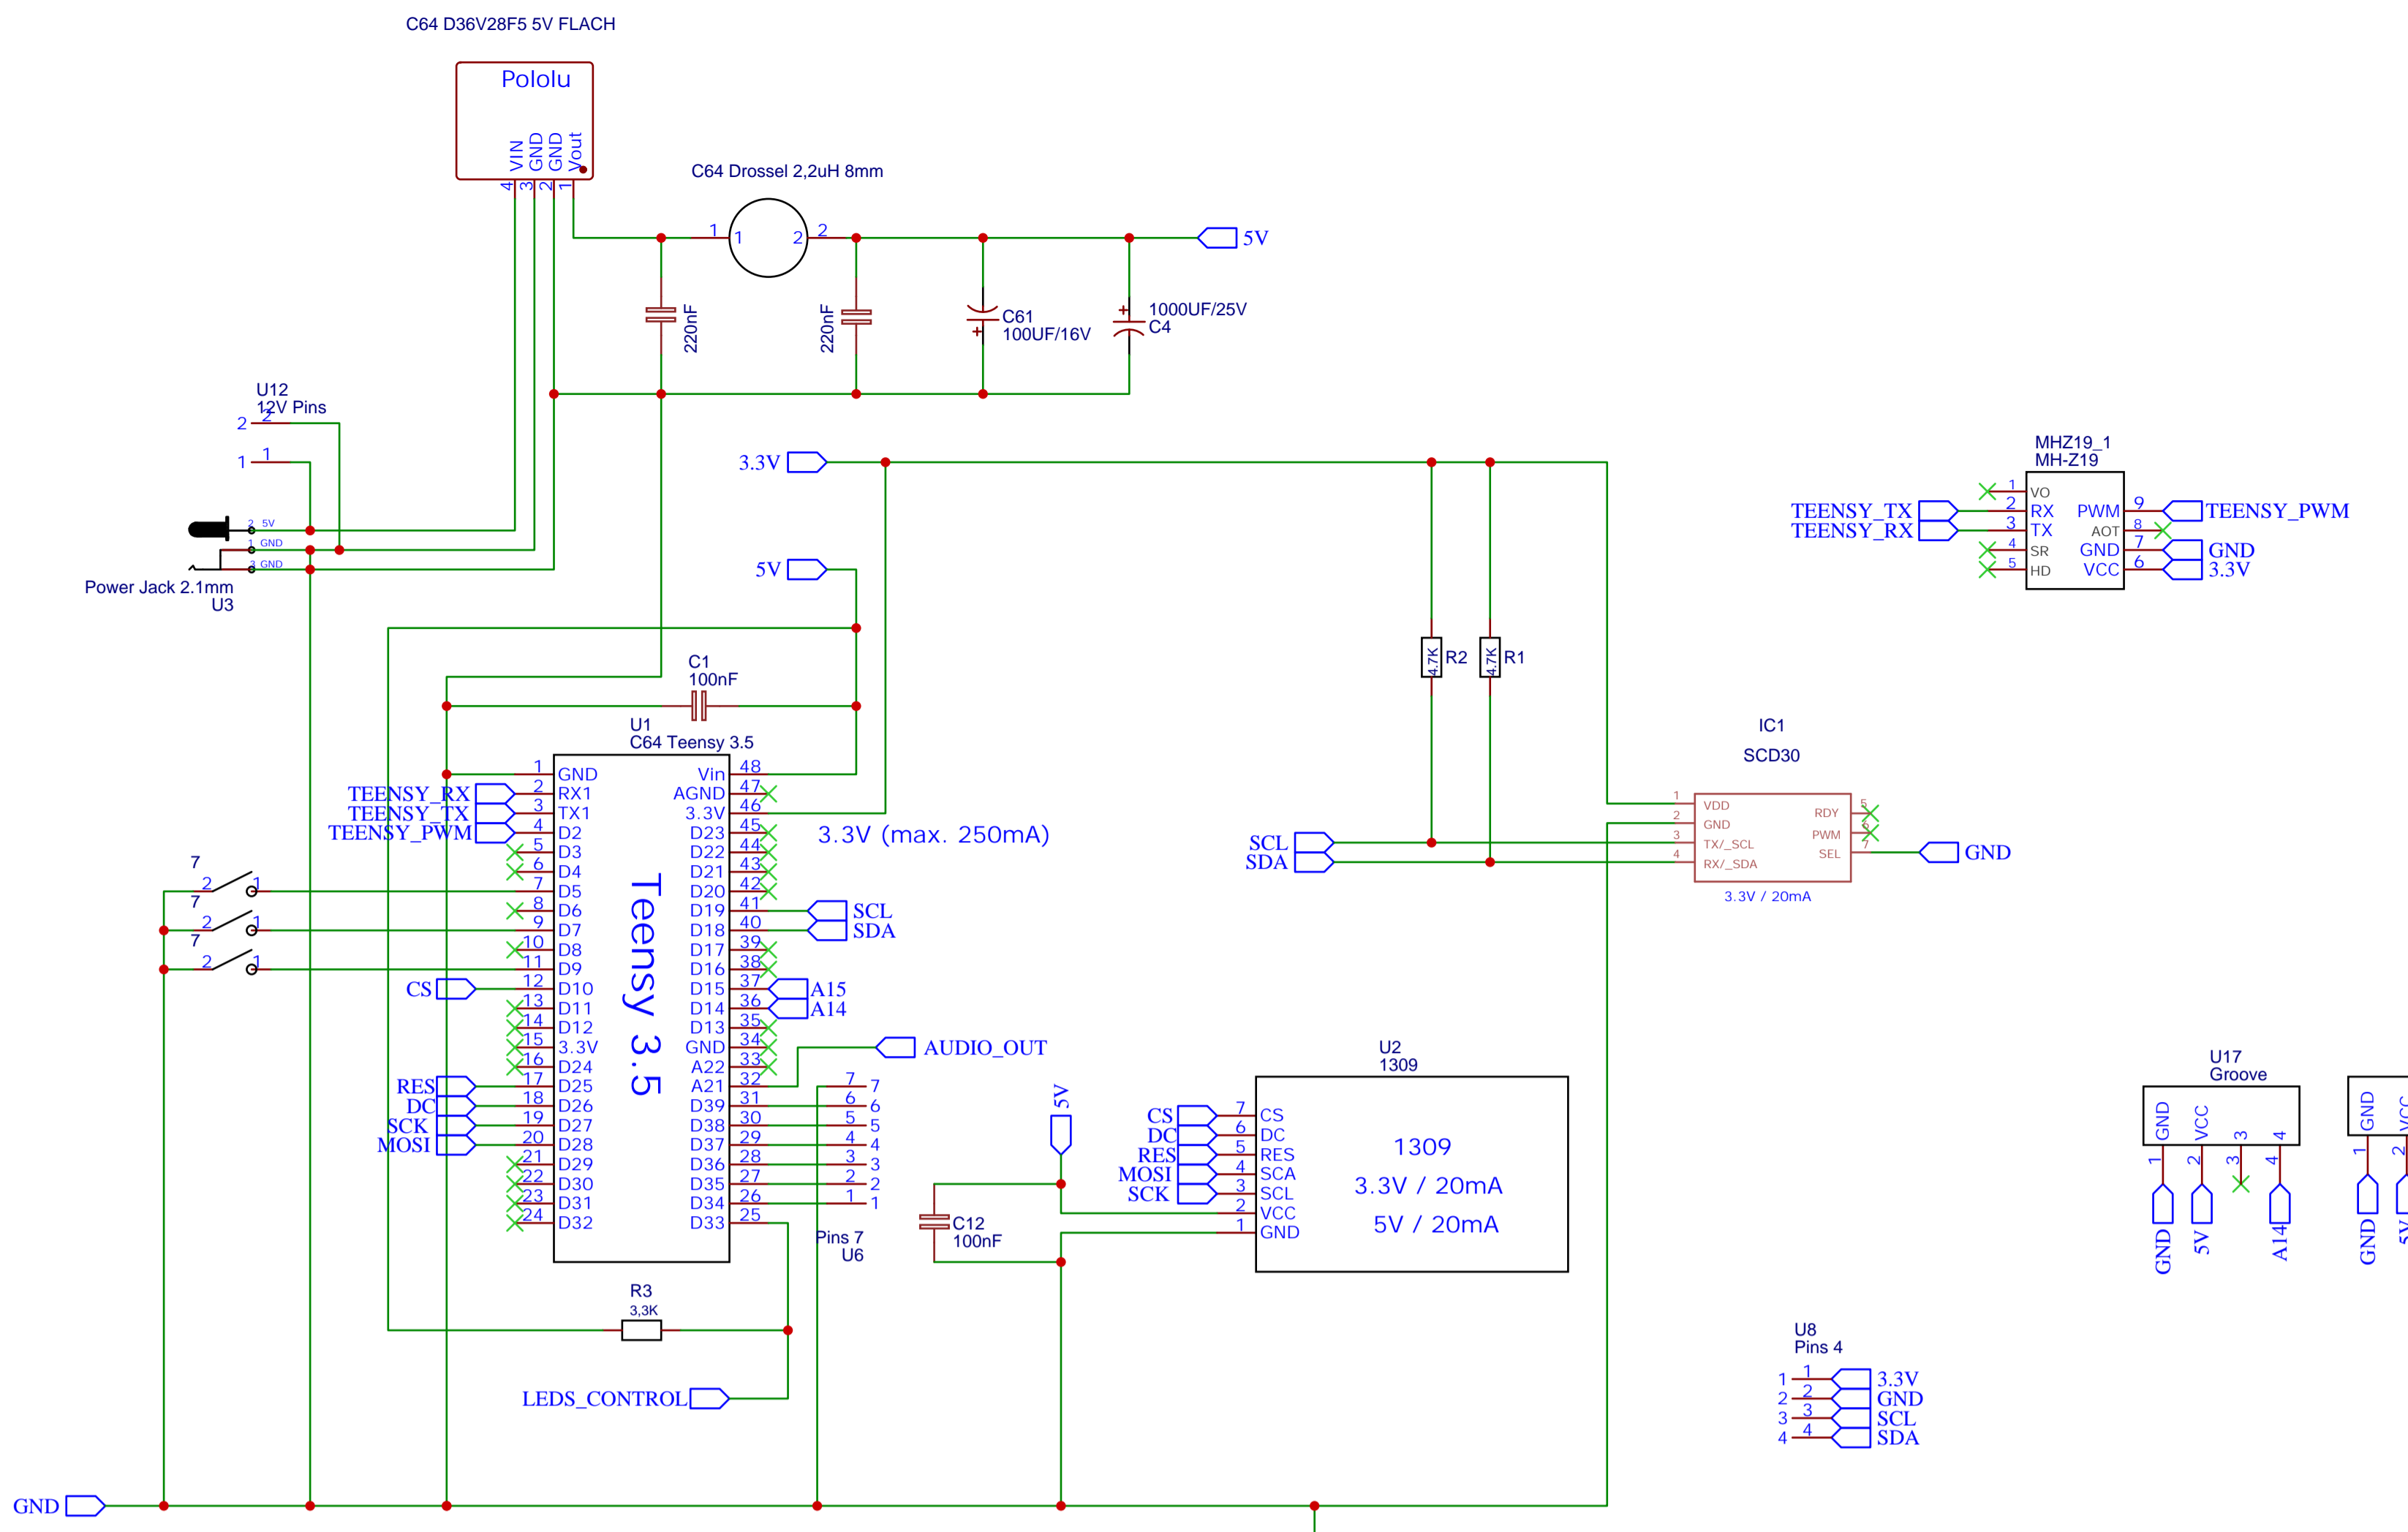 C64 D36V28F5 5V FLACH
Pololu
VIN
GND
GND
Vout
4
3
2
1
C64 Drossel 2,2uH 8mm
1 1 2 2
5V
220nF
220nF
C61
100UF/16V
1000UF/25V
C4
U12
12V Pins
2 2
1 1
2 5V
1 GND
3 GND
Power Jack 2.1mm
U3
3.3V
5V
C1
100nF
R2
4.7K
R1
4.7K
MHZ19_1
MH-Z19
1 VO
TEENSY_TX 2 RX
TEENSY_RX 3 TX
4 SR
5 HD
PWM 9 TEENSY_PWM
AOT 8
GND 7 GND
VCC 6 3.3V
U1
C64 Teensy 3.5
Teensy 3.5
1 GND
TEENSY_RX 2 RX1
TEENSY_TX 3 TX1
TEENSY_PWM 4 D2
5 D3
6 D4
7 D5
8 D6
9 D7
10 D8
11 D9
CS 12 D10
13 D11
14 D12
15 3.3V
16 D24
RES 17 D25
DC 18 D26
SCK 19 D27
MOSI 20 D28
21 D29
22 D30
23 D31
24 D32
Vin 48
AGND 47
3.3V 46
D23 45
D22 44
D21 43
D20 42
D19 41 SCL
D18 40 SDA
D17 39
D16 38
D15 37 A15
D14 36 A14
D13 35
GND 34
A22 33
A21 32
D39 31
D38 30
D37 29
D36 28
D35 27
D34 26
D33 25
3.3V (max. 250mA)
7
2 1
7
2 1
7
2 1
AUDIO_OUT
7 7
6 6
5 5
4 4
3 3
2 2
1 1
Pins 7
U6
R3
3,3K
LEDS_CONTROL
GND
IC1
SCD30
1 VDD
2 GND
SCL 3 TX/_SCL
SDA 4 RX/_SDA
RDY 5
PWM
SEL 7 GND
3.3V / 20mA
5V
C12
100nF
U2
1309
CS 7 CS
DC 6 DC
RES 5 RES
MOSI 4 SCA
SCK 3 SCL
2 VCC
1 GND
1309
3.3V / 20mA
5V / 20mA
U17
Groove
GND
VCC
3
4
1
2
3
4
GND
5V
A14
GND
1
2
GND
U8
Pins 4
1 1 3.3V
2 2 GND
3 3 SCL
4 4 SDA